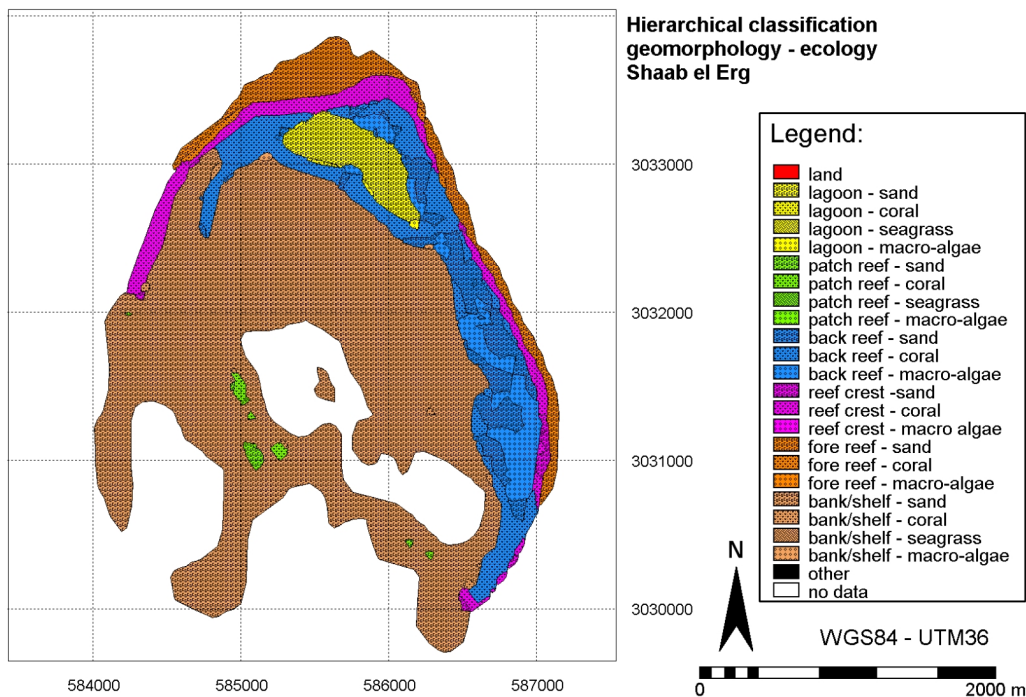 Hierarchical classification
geomorphology - ecology
Shaab el Erg
Legend:
land
lagoon - sand
lagoon - coral
lagoon - seagrass
lagoon - macro-algae
patch reef - sand
patch reef - coral
patch reef - seagrass
patch reef - macro-algae
back reef - sand
back reef - coral
back reef - macro-algae
reef crest -sand
reef crest - coral
reef crest - macro algae
fore reef - sand
fore reef - coral
fore reef - macro-algae
bank/shelf - sand
bank/shelf - coral
bank/shelf - seagrass
bank/shelf - macro-algae
other
no data
3033000
3032000
3031000
3030000
584000
585000
586000
587000
N
WGS84 - UTM36
0
2000 m